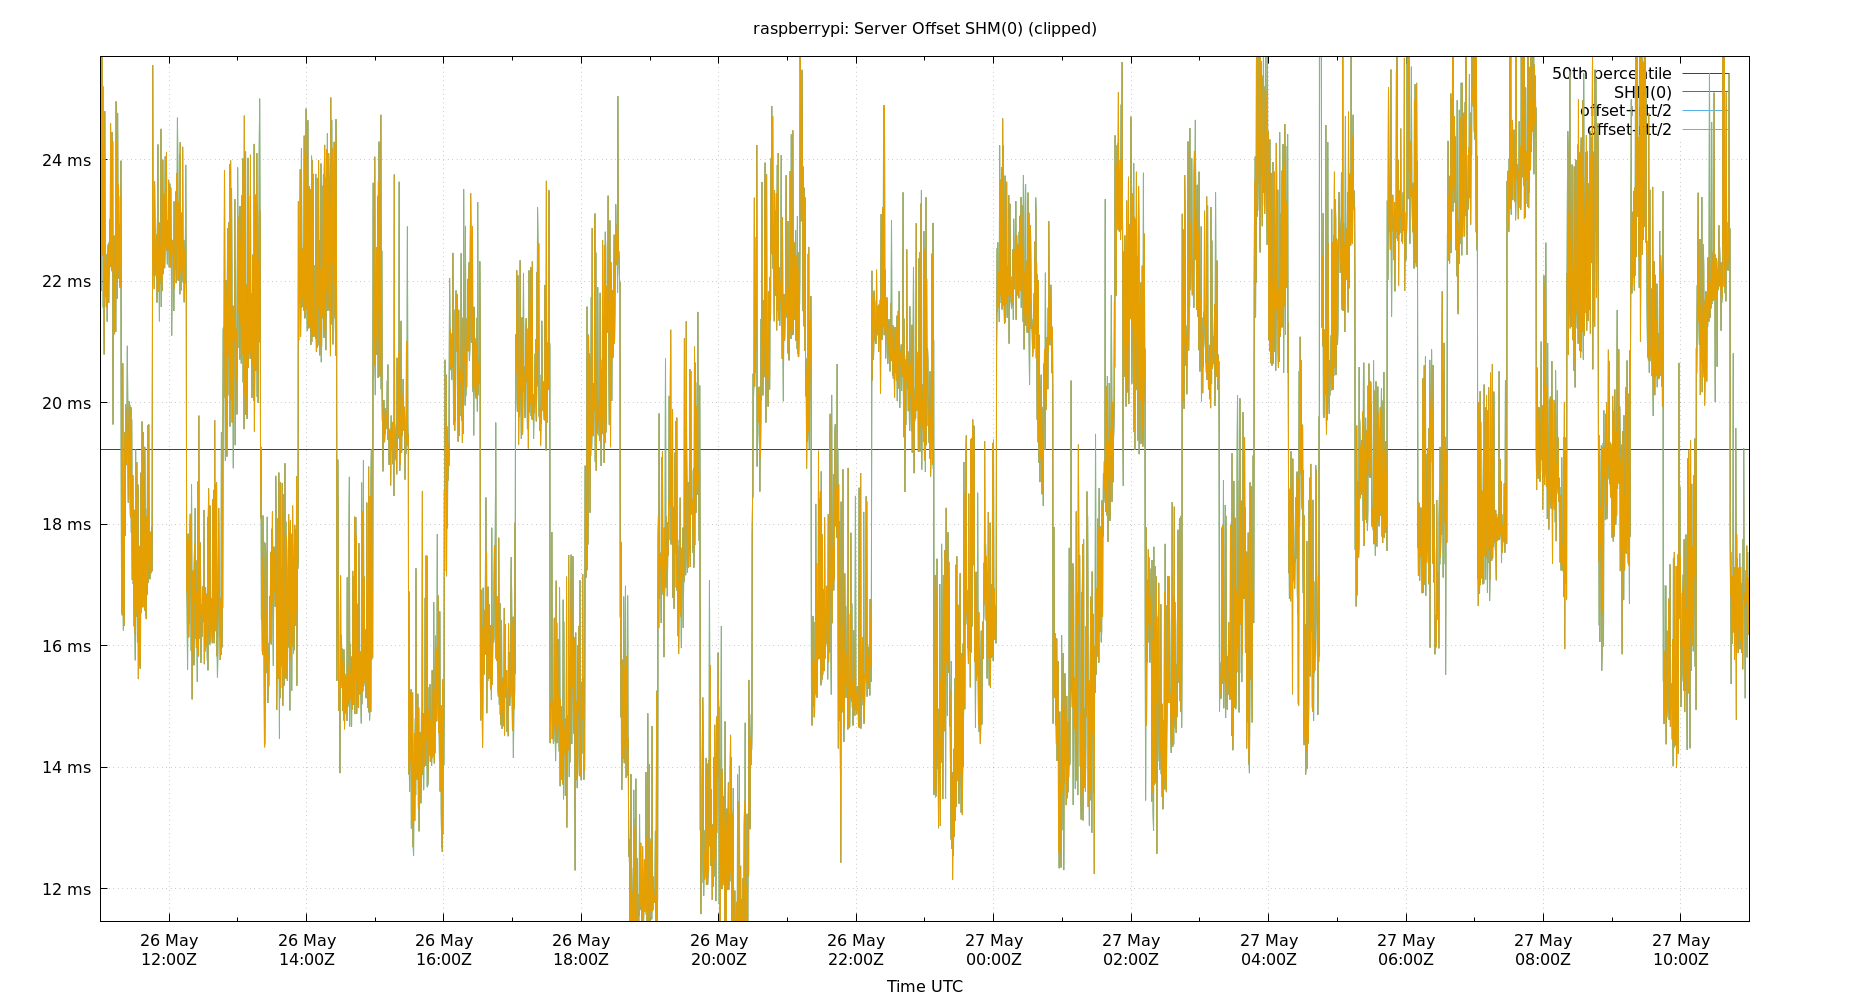 raspberrypi: Server Offset SHM(0) (clipped)
50th percentile
SHM(0)
offset+rtt/2
offset-rtt/2
24 ms
22 ms
20 ms
18 ms
16 ms
14 ms
12 ms
26 May 26 May 26 May 26 May 26 May 26 May 27 May 27 May 27 May 27 May 27 May 27 May
12:00Z 14:00Z 16:00Z 18:00Z 20:00Z 22:00Z 00:00Z 02:00Z 04:00Z 06:00Z 08:00Z 10:00Z
Time UTC